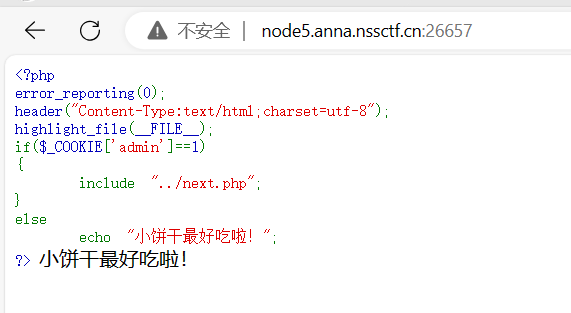 不安全 | node5.anna.nssctf.cn:26657
<?php
error_reporting(0);
header("Content-Type:text/html;charset=utf-8");
highlight_file(__FILE__);
if($_COOKIE['admin']==1)
{
include "../next.php";
}
else
echo "小饼干最好吃啦！";
?> 小饼干最好吃啦！